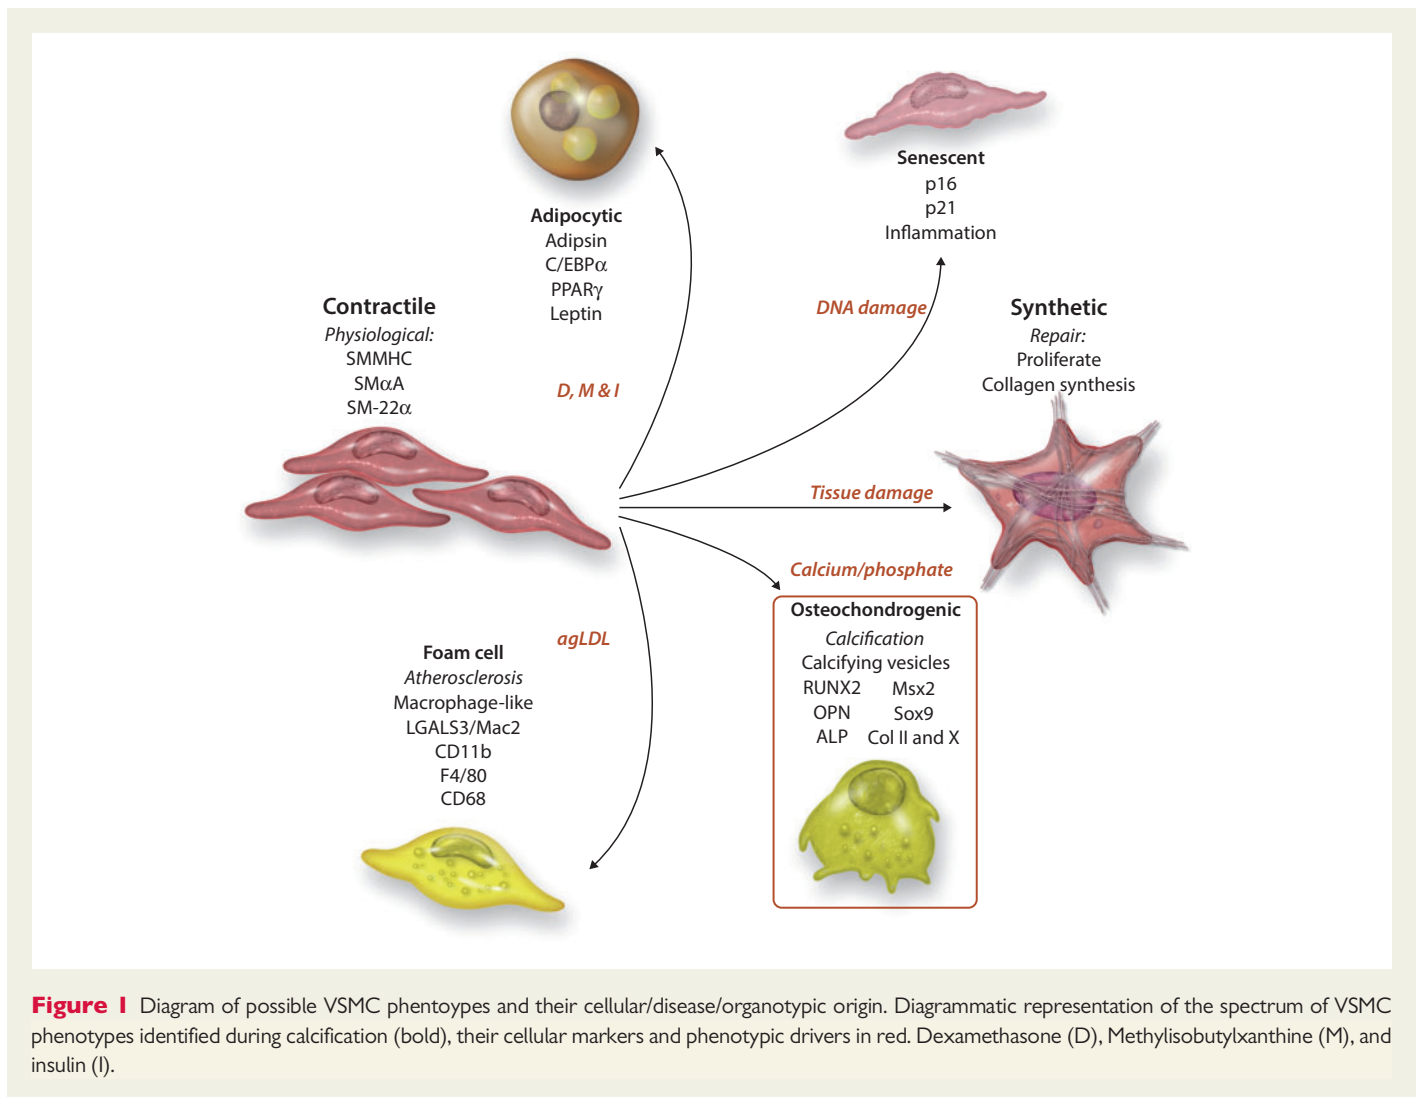 Adipocytic
Adipsin
C/EBPα
PPARγ
Leptin
Senescent
p16
p21
Inflammation
Contractile
Physiological:
SMMHC
SMαA
SM-22α
D, M & I
DNA damage
Synthetic
Repair:
Proliferate
Collagen synthesis
Tissue damage
Calcium/phosphate
Osteochondrogenic
Calcification
Calcifying vesicles
RUNX2 Msx2
OPN Sox9
ALP Col II and X
agLDL
Foam cell
Atherosclerosis
Macrophage-like
LGALS3/Mac2
CD11b
F4/80
CD68
Figure 1 Diagram of possible VSMC phentoypes and their cellular/disease/organotypic origin. Diagrammatic representation of the spectrum of VSMC
phenotypes identified during calcification (bold), their cellular markers and phenotypic drivers in red. Dexamethasone (D), Methylisobutylxanthine (M), and
insulin (I).